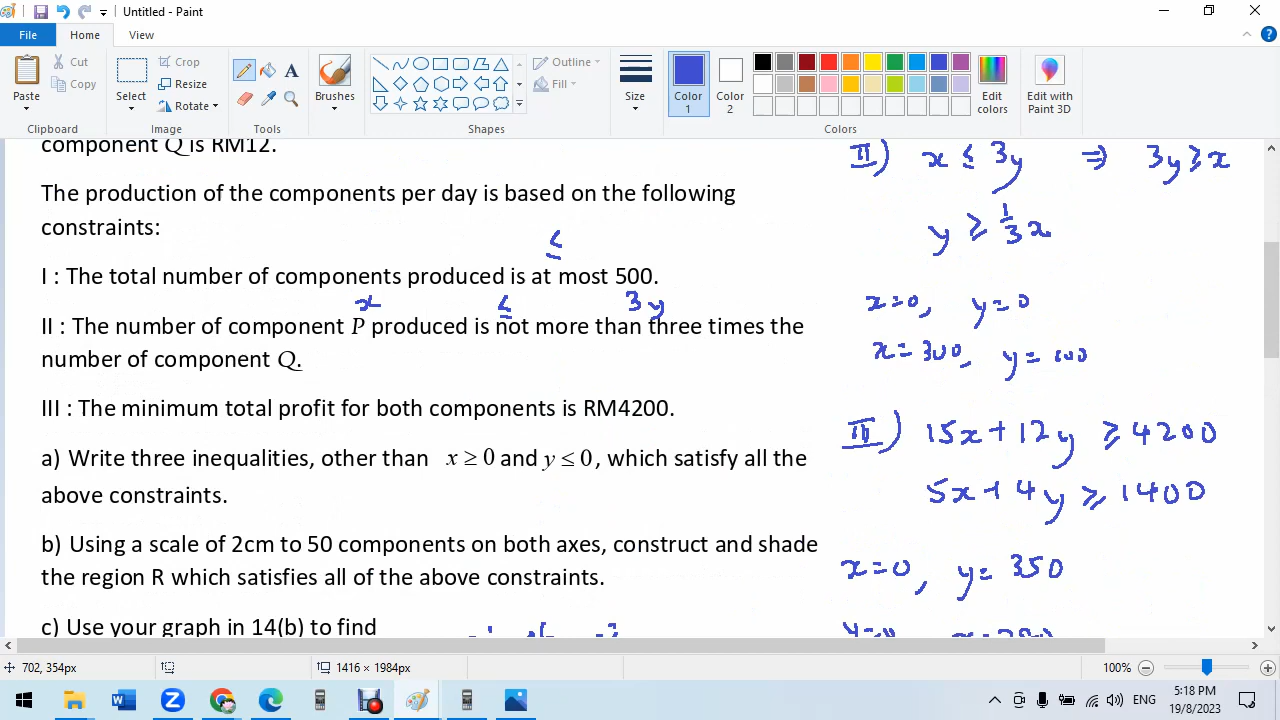 Untitled - Paint
File Home View
Paste
Cut
Copy
Clipboard
Select
Crop
Resize
Rotate
Image
Tools
Brushes
Shapes
Outline
Fill
Size
Color 1
Color 2
Edit colors
Colors
Edit with Paint 3D
component Q is RM12.
The production of the components per day is based on the following
constraints:
≤
I : The total number of components produced is at most 500.
x ≤ 3y
II : The number of component P produced is not more than three times the
number of component Q.
III : The minimum total profit for both components is RM4200.
a) Write three inequalities, other than x ≥ 0 and y ≤ 0, which satisfy all the
above constraints.
b) Using a scale of 2cm to 50 components on both axes, construct and shade
the region R which satisfies all of the above constraints.
c) Use your graph in 14(b) to find
II) x ≤ 3y ⇒ 3y ≥ x
y ≥ 1/3 x
x=0, y=0
x=300, y=100
III) 15x+12y ≥ 4200
5x+4y ≥ 1400
x=0, y=350
702, 354px
1416 × 1984px
100%
ENG
5:18 PM
19/8/2023